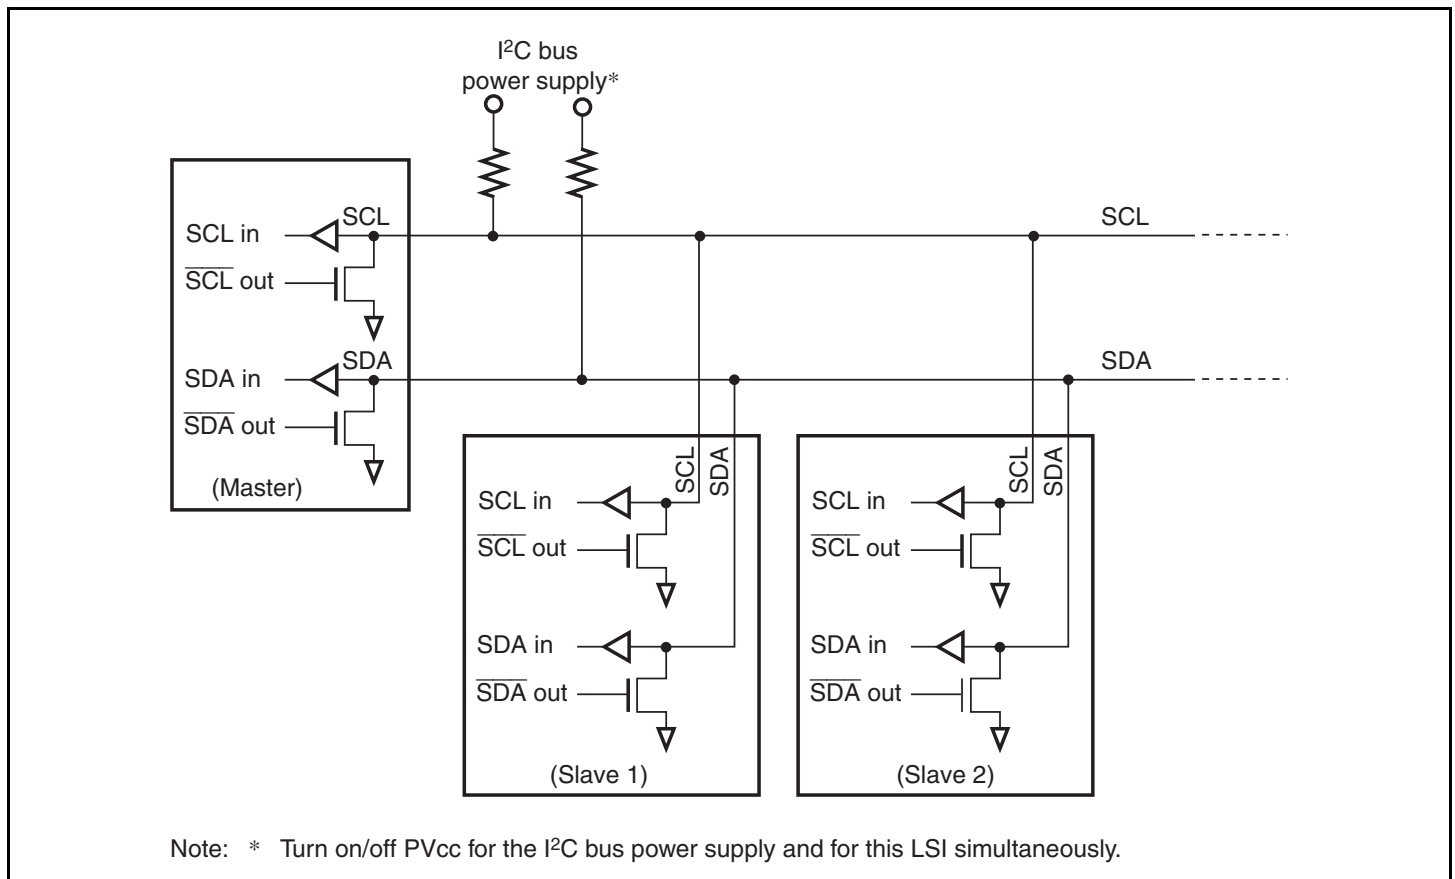 I²C bus
power supply*
SCL
SCL in
SCL
SCL out
SDA
SDA in
SDA
SDA out
(Master)
SCL
SDA
SCL in
SCL out
SDA in
SDA out
(Slave 1)
SCL
SDA
SCL in
SCL out
SDA in
SDA out
(Slave 2)
Note: * Turn on/off PVcc for the I²C bus power supply and for this LSI simultaneously.